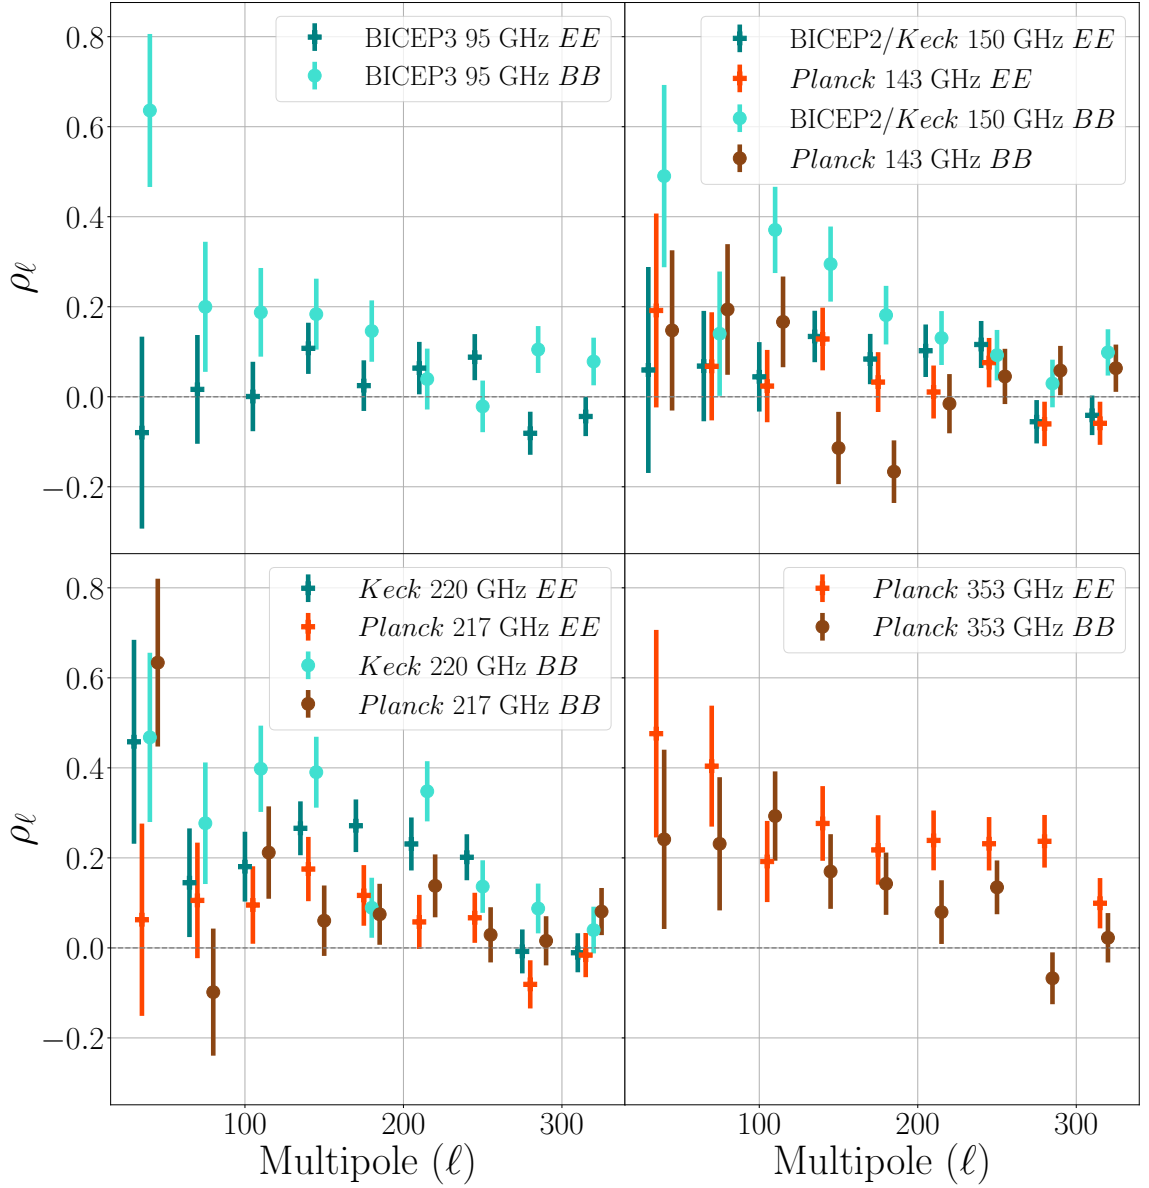 BICEP3 95 GHz EE
BICEP3 95 GHz BB
BICEP2/Keck 150 GHz EE
Planck 143 GHz EE
BICEP2/Keck 150 GHz BB
Planck 143 GHz BB
0.8
0.6
0.4
0.2
0.0
−0.2
ρℓ
Keck 220 GHz EE
Planck 217 GHz EE
Keck 220 GHz BB
Planck 217 GHz BB
Planck 353 GHz EE
Planck 353 GHz BB
0.8
0.6
0.4
0.2
0.0
−0.2
ρℓ
100 200 300
100 200 300
Multipole (ℓ)
Multipole (ℓ)